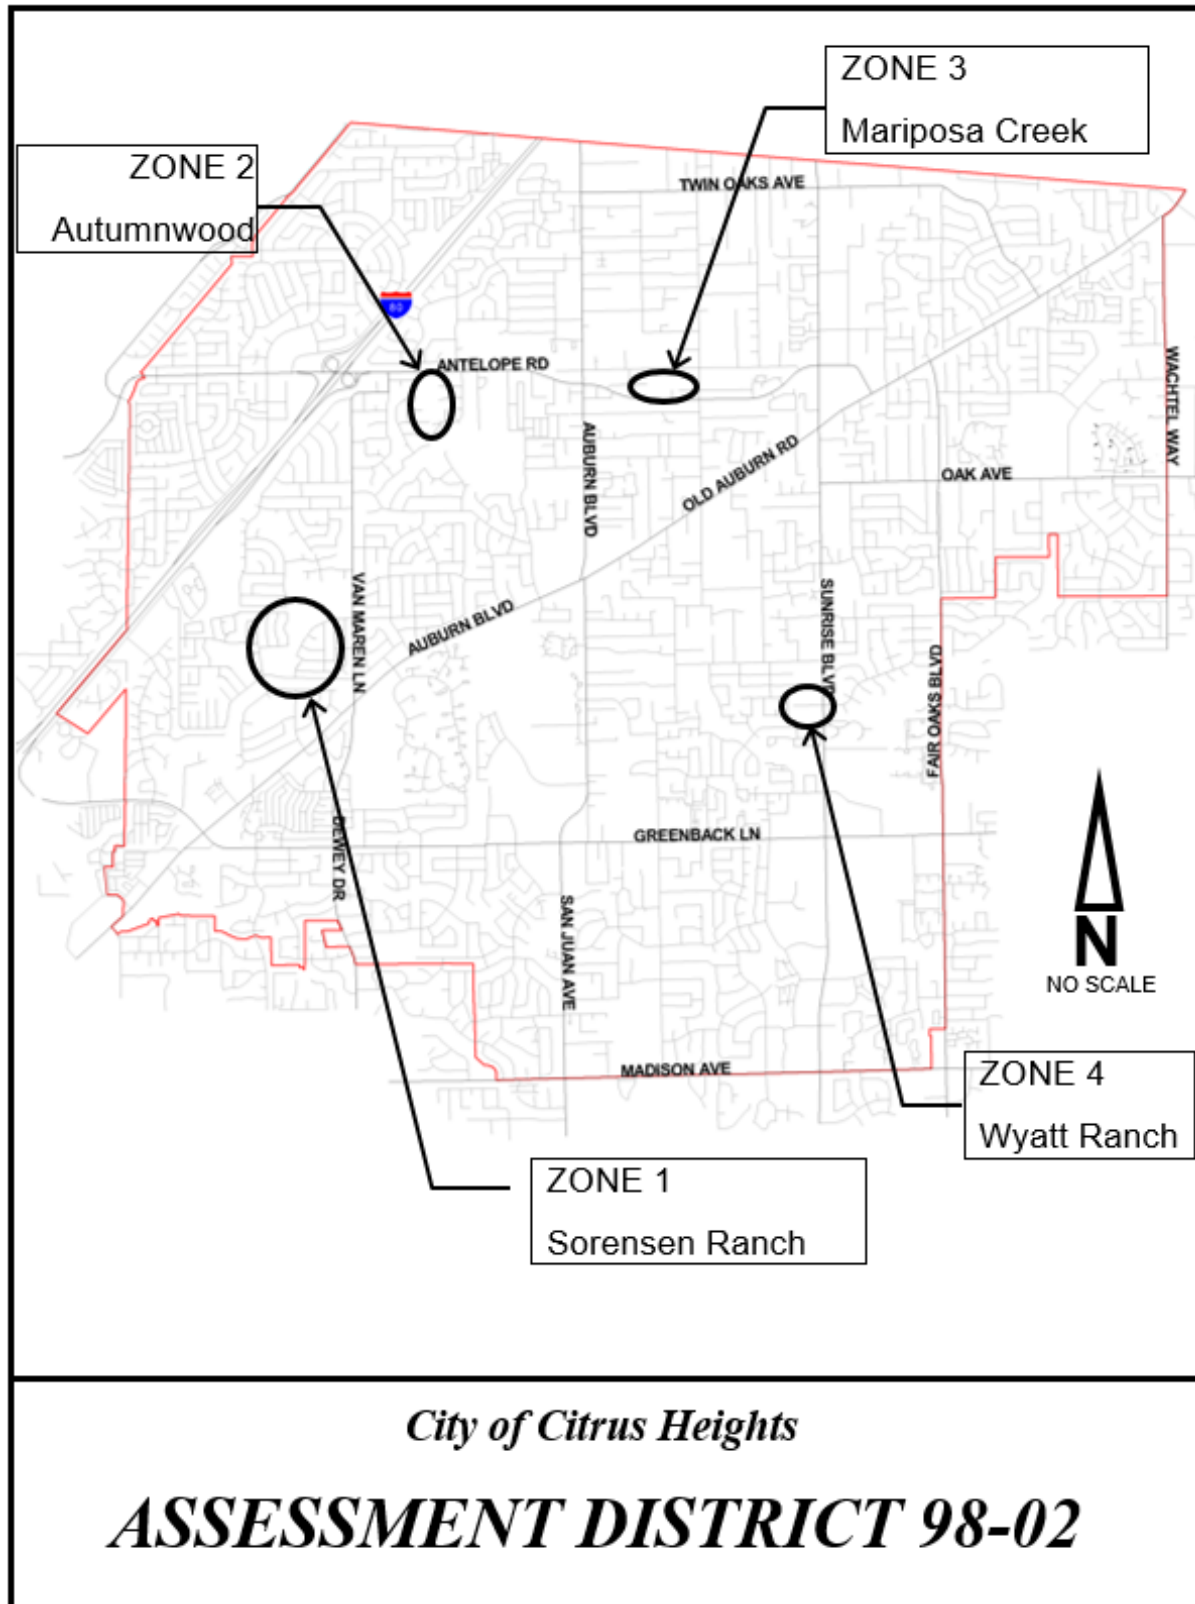 ZONE 3
Mariposa Creek
ZONE 2
Autumnwood
TWIN OAKS AVE
80
ANTELOPE RD
WACHTEL WAY
AUBURN BLVD
OLD AUBURN RD
OAK AVE
VAN MAREN LN
AUBURN BLVD
SUNRISE BLVD
FAIR OAKS BLVD
DEWEY DR
GREENBACK LN
SAN JUAN AVE
N
NO SCALE
MADISON AVE
ZONE 4
Wyatt Ranch
ZONE 1
Sorensen Ranch
City of Citrus Heights
ASSESSMENT DISTRICT 98-02